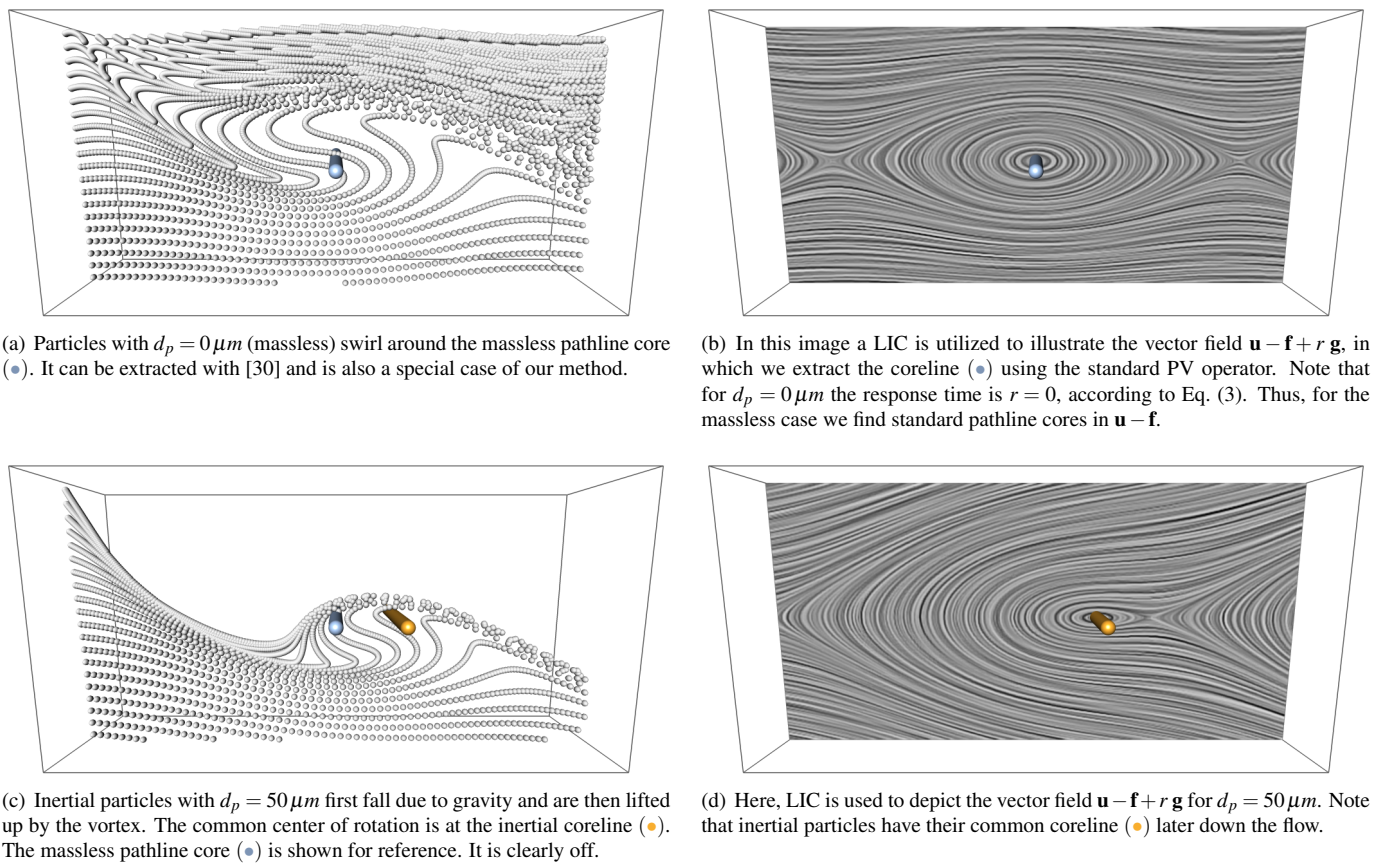 (a) Particles with d_p = 0 μm (massless) swirl around the massless pathline core
(●). It can be extracted with [30] and is also a special case of our method.
(b) In this image a LIC is utilized to illustrate the vector field u − f + r g, in
which we extract the coreline (●) using the standard PV operator. Note that
for d_p = 0 μm the response time is r = 0, according to Eq. (3). Thus, for the
massless case we find standard pathline cores in u − f.
(c) Inertial particles with d_p = 50 μm first fall due to gravity and are then lifted
up by the vortex. The common center of rotation is at the inertial coreline (●).
The massless pathline core (●) is shown for reference. It is clearly off.
(d) Here, LIC is used to depict the vector field u − f + r g for d_p = 50 μm. Note
that inertial particles have their common coreline (●) later down the flow.